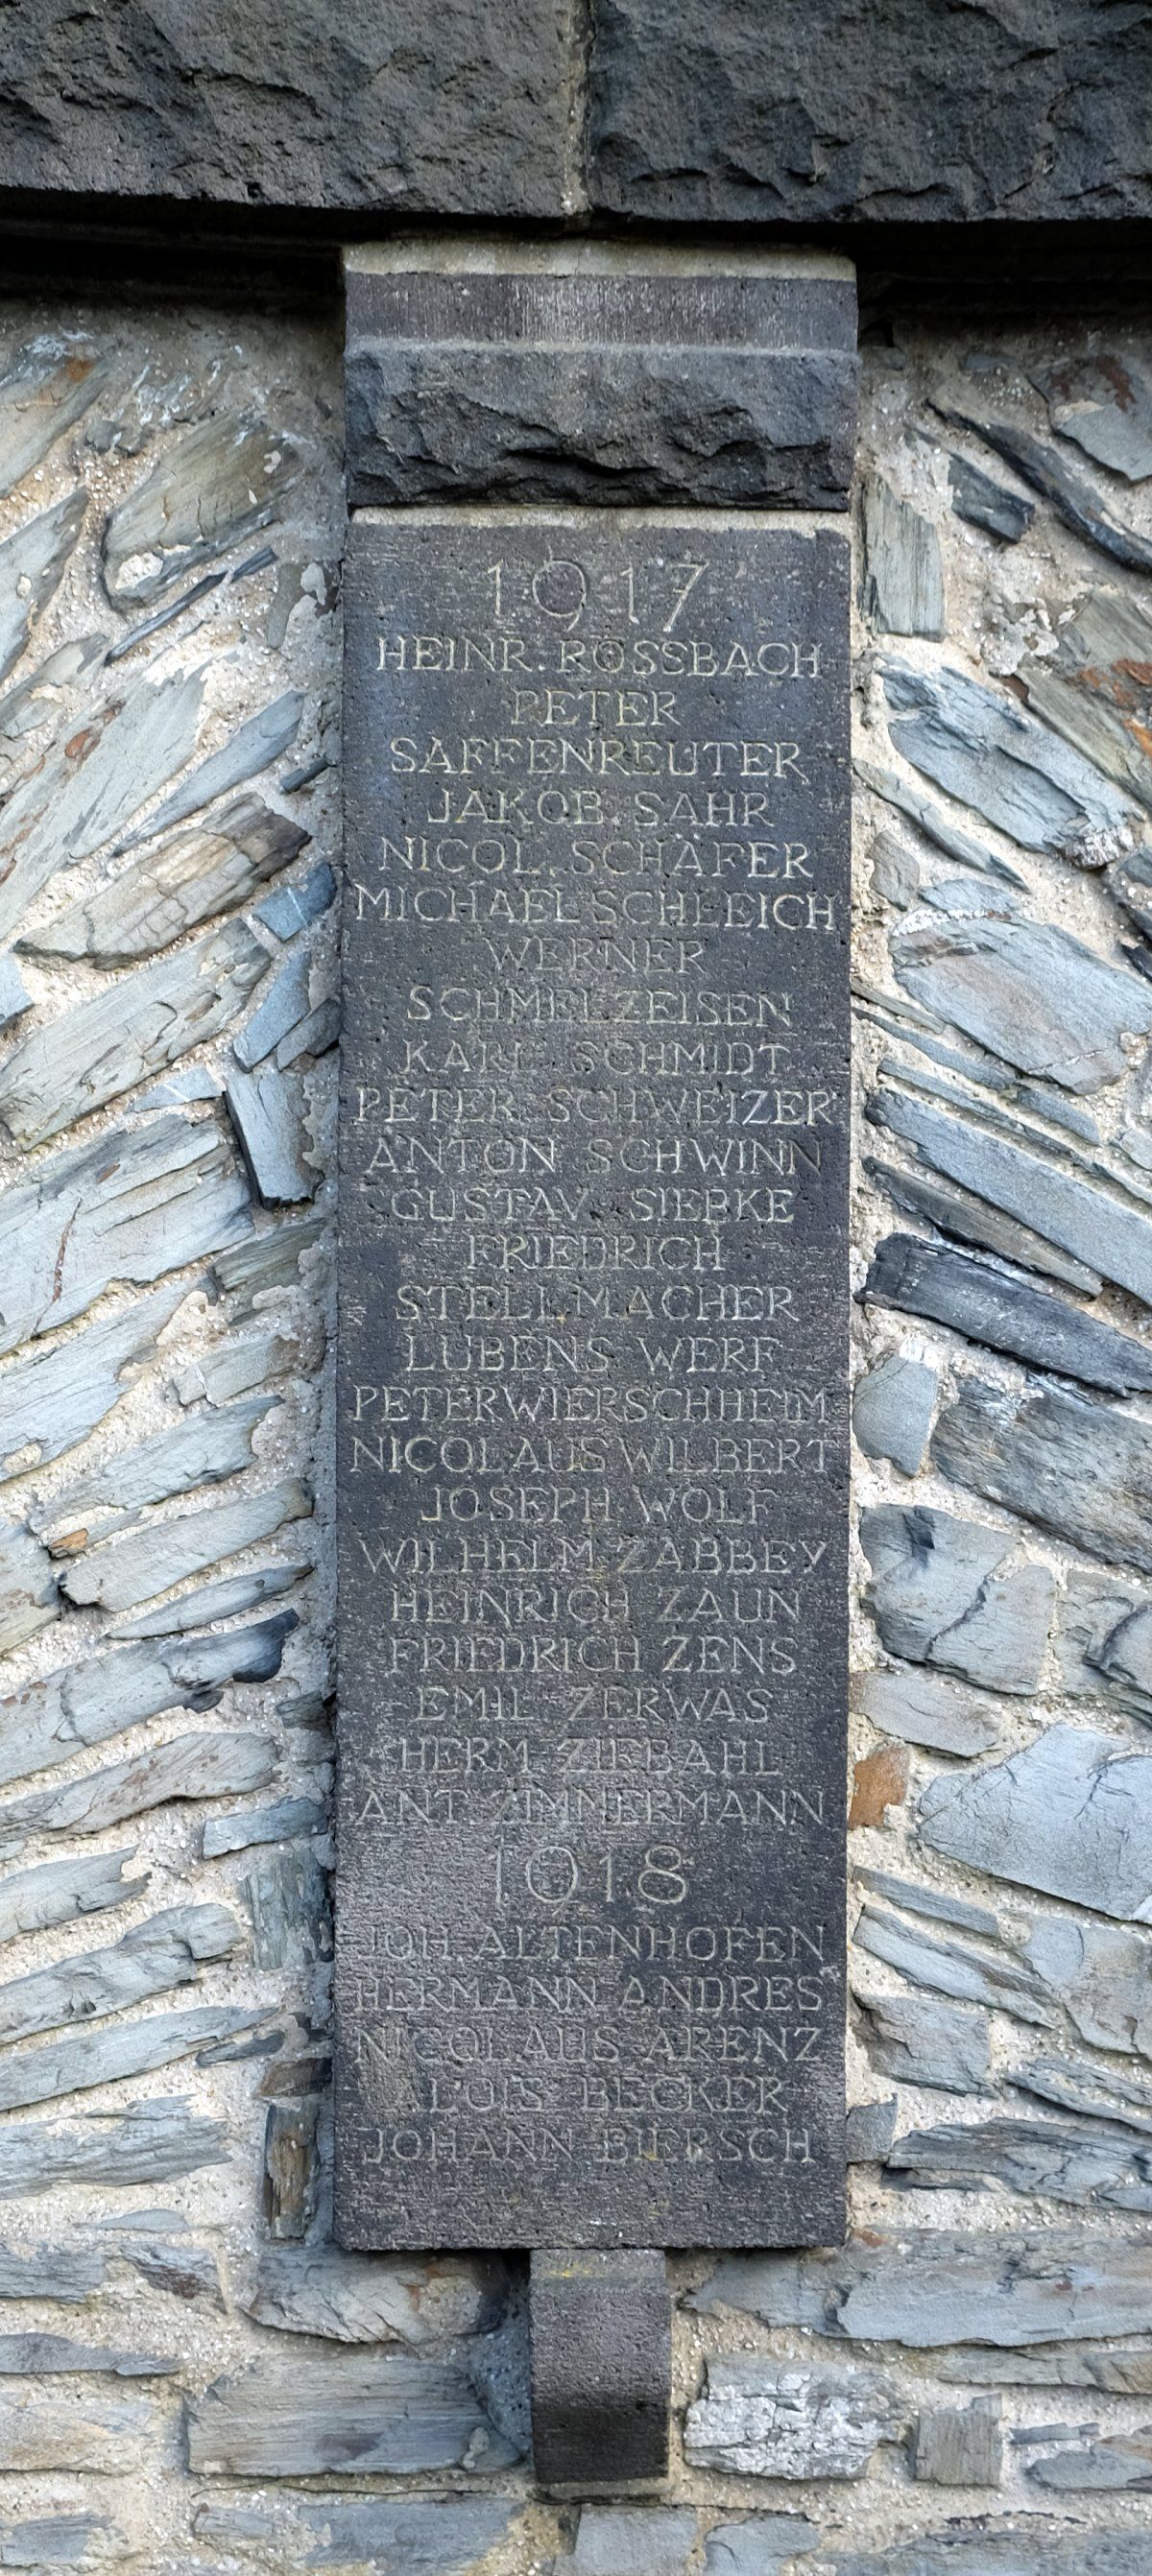 1917
HEINR. ROSSBACH
PETER
SAFFENREUTER
JAKOB SAHR
NICOL. SCHÄFER
MICHAEL SCHLEICH
WERNER
SCHMELZEISEN
KARL SCHMIDT
PETER SCHWEIZER
ANTON SCHWINN
GUSTAV SIEBKE
FRIEDRICH
STELLMACHER
LUBENS WERF
PETER WIERSCHHEIM
NICOLAUS WILBERT
JOSEPH WOLF
WILHELM ZABBEY
HEINRICH ZAUN
FRIEDRICH ZENS
EMIL ZERWAS
HERM. ZIEBAHL
ANT. ZIMMERMANN
1918
JOH. ALTENHOFEN
HERMANN ANDRES
NICOLAUS ARENZ
ALOIS BECKER
JOHANN BIERSCH